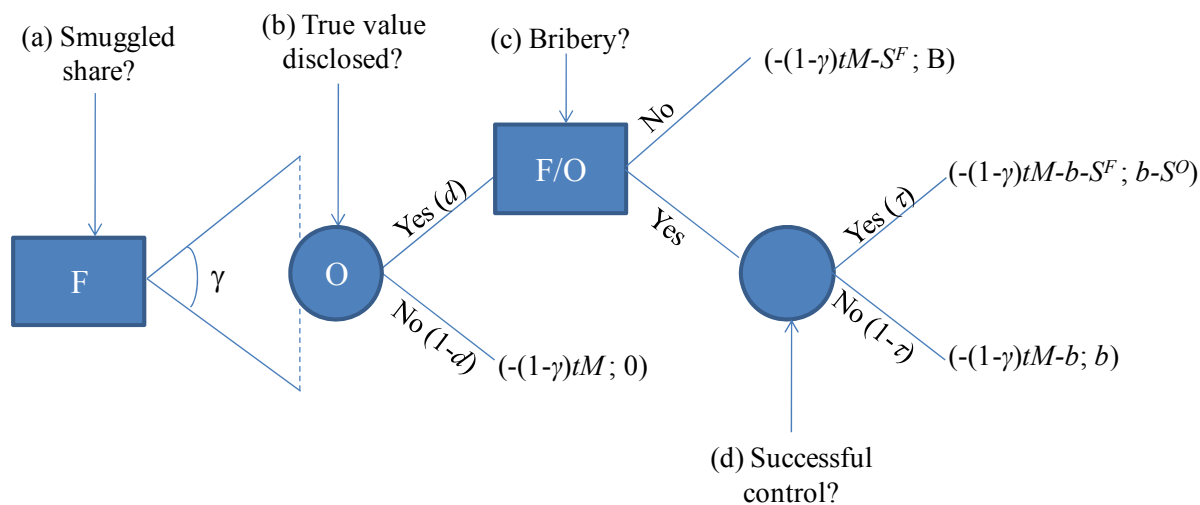 (a) Smuggled
share?
(b) True value
disclosed?
(c) Bribery?
(-(1-γ)tM-S^F ; B)
No
F/O
Yes (d)
Yes
(-(1-γ)tM-b-S^F ; b-S^O)
Yes (τ)
F
γ
O
No (1-d)
(-(1-γ)tM ; 0)
No (1-τ)
(-(1-γ)tM-b; b)
(d) Successful
control?